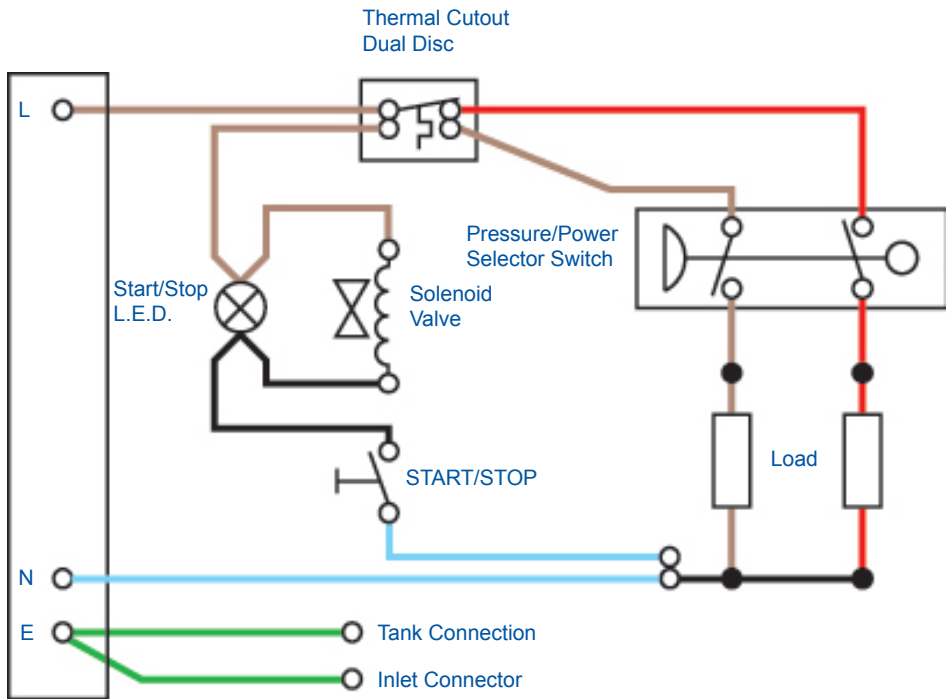 Thermal Cutout
Dual Disc
L
Pressure/Power
Selector Switch
Start/Stop
L.E.D.
Solenoid
Valve
Load
START/STOP
N
E
Tank Connection
Inlet Connector